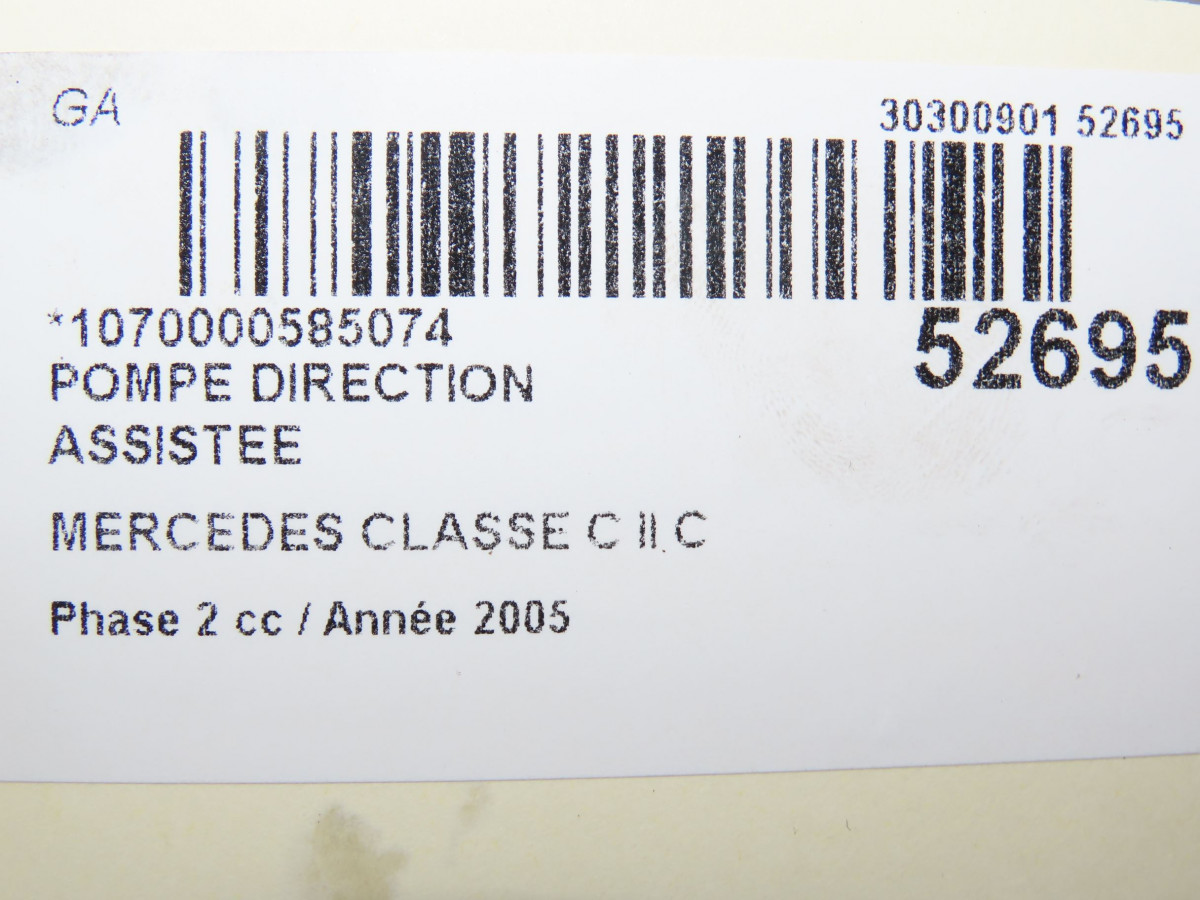 GA
30300901 52695
*1070000585074
52695
POMPE DIRECTION
ASSISTEE
MERCEDES CLASSE C II C
Phase 2 cc / Année 2005